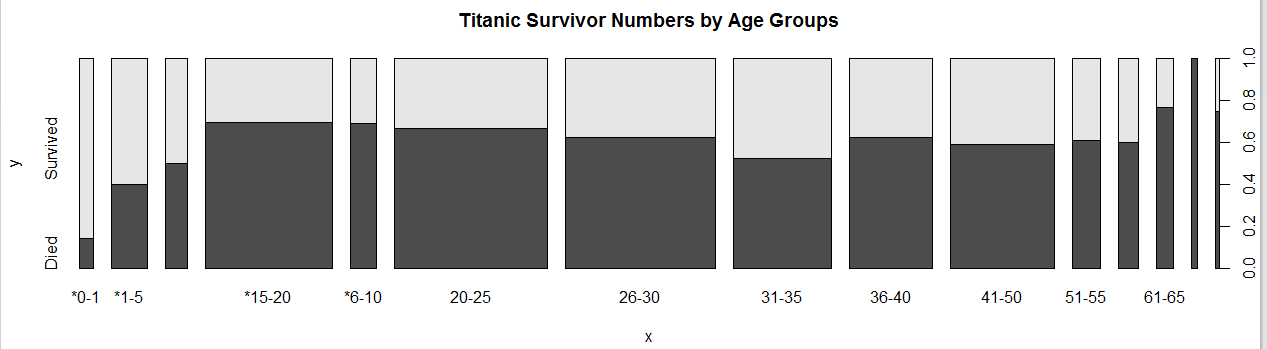 Titanic Survivor Numbers by Age Groups
y
Died Survived
0.0 0.2 0.4 0.6 0.8 1.0
*0-1 *1-5 *15-20 *6-10 20-25 26-30 31-35 36-40 41-50 51-55 61-65
x